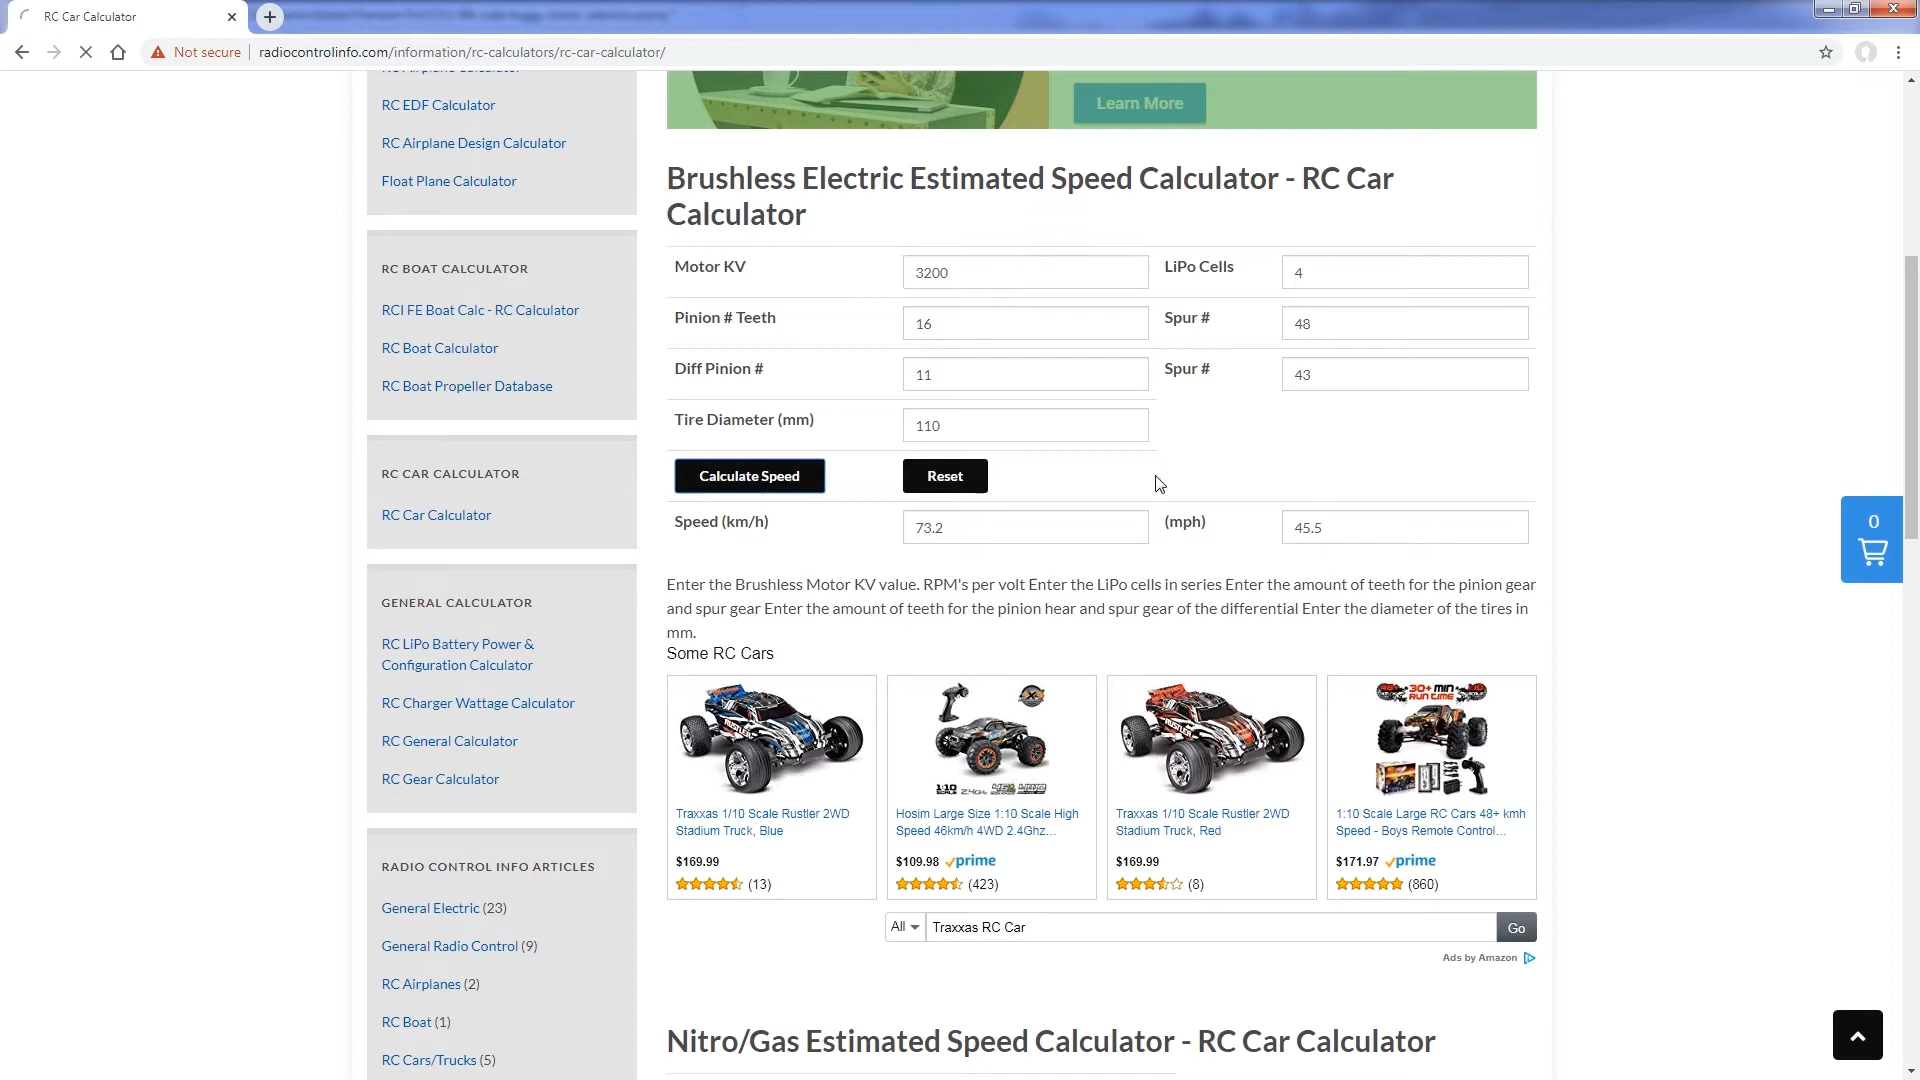 RC Car Calculator
Not secure
radiocontrolinfo.com/information/rc-calculators/rc-car-calculator/
RC EDF Calculator
RC Airplane Design Calculator
Float Plane Calculator
RC BOAT CALCULATOR
RCI FE Boat Calc - RC Calculator
RC Boat Calculator
RC Boat Propeller Database
RC CAR CALCULATOR
RC Car Calculator
GENERAL CALCULATOR
RC LiPo Battery Power &
Configuration Calculator
RC Charger Wattage Calculator
RC General Calculator
RC Gear Calculator
RADIO CONTROL INFO ARTICLES
General Electric (23)
General Radio Control (9)
RC Airplanes (2)
RC Boat (1)
RC Cars/Trucks (5)
Learn More
Brushless Electric Estimated Speed Calculator - RC Car
Calculator
Motor KV 3200 LiPo Cells 4
Pinion # Teeth 16 Spur # 48
Diff Pinion # 11 Spur # 43
Tire Diameter (mm) 110
Calculate Speed Reset
Speed (km/h) 73.2 (mph) 45.5
Enter the Brushless Motor KV value. RPM's per volt Enter the LiPo cells in series Enter the amount of teeth for the pinion gear
and spur gear Enter the amount of teeth for the pinion hear and spur gear of the differential Enter the diameter of the tires in
mm.
Some RC Cars
Traxxas 1/10 Scale Rustler 2WD
Stadium Truck, Blue
$169.99
(13)
Hosim Large Size 1:10 Scale High
Speed 46km/h 4WD 2.4Ghz...
$109.98 prime
(423)
Traxxas 1/10 Scale Rustler 2WD
Stadium Truck, Red
$169.99
(8)
30+ MIN
RUN TIME
1:10 Scale Large RC Cars 48+ kmh
Speed - Boys Remote Control...
$171.97 prime
(860)
All Traxxas RC Car Go
Ads by Amazon
0
Nitro/Gas Estimated Speed Calculator - RC Car Calculator